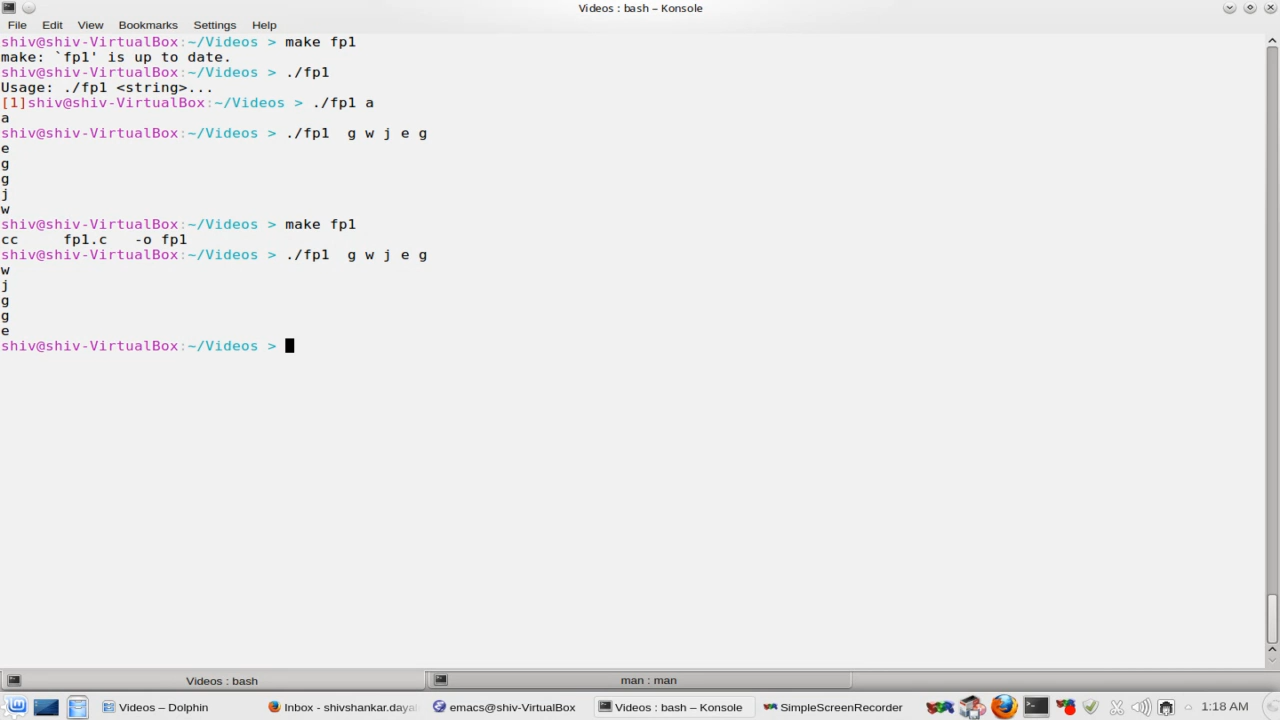 Videos : bash – Konsole
File Edit View Bookmarks Settings Help
shiv@shiv-VirtualBox:~/Videos > make fp1
make: `fp1' is up to date.
shiv@shiv-VirtualBox:~/Videos > ./fp1
Usage: ./fp1 <string>...
[1]shiv@shiv-VirtualBox:~/Videos > ./fp1 a
a
shiv@shiv-VirtualBox:~/Videos > ./fp1  g w j e g
e
g
g
j
w
shiv@shiv-VirtualBox:~/Videos > make fp1
cc     fp1.c   -o fp1
shiv@shiv-VirtualBox:~/Videos > ./fp1  g w j e g
w
j
g
g
e
shiv@shiv-VirtualBox:~/Videos >
Videos : bash man : man
Videos – Dolphin Inbox - shivshankar.daya emacs@shiv-VirtualBox Videos : bash – Konsole SimpleScreenRecorder 1:18 AM